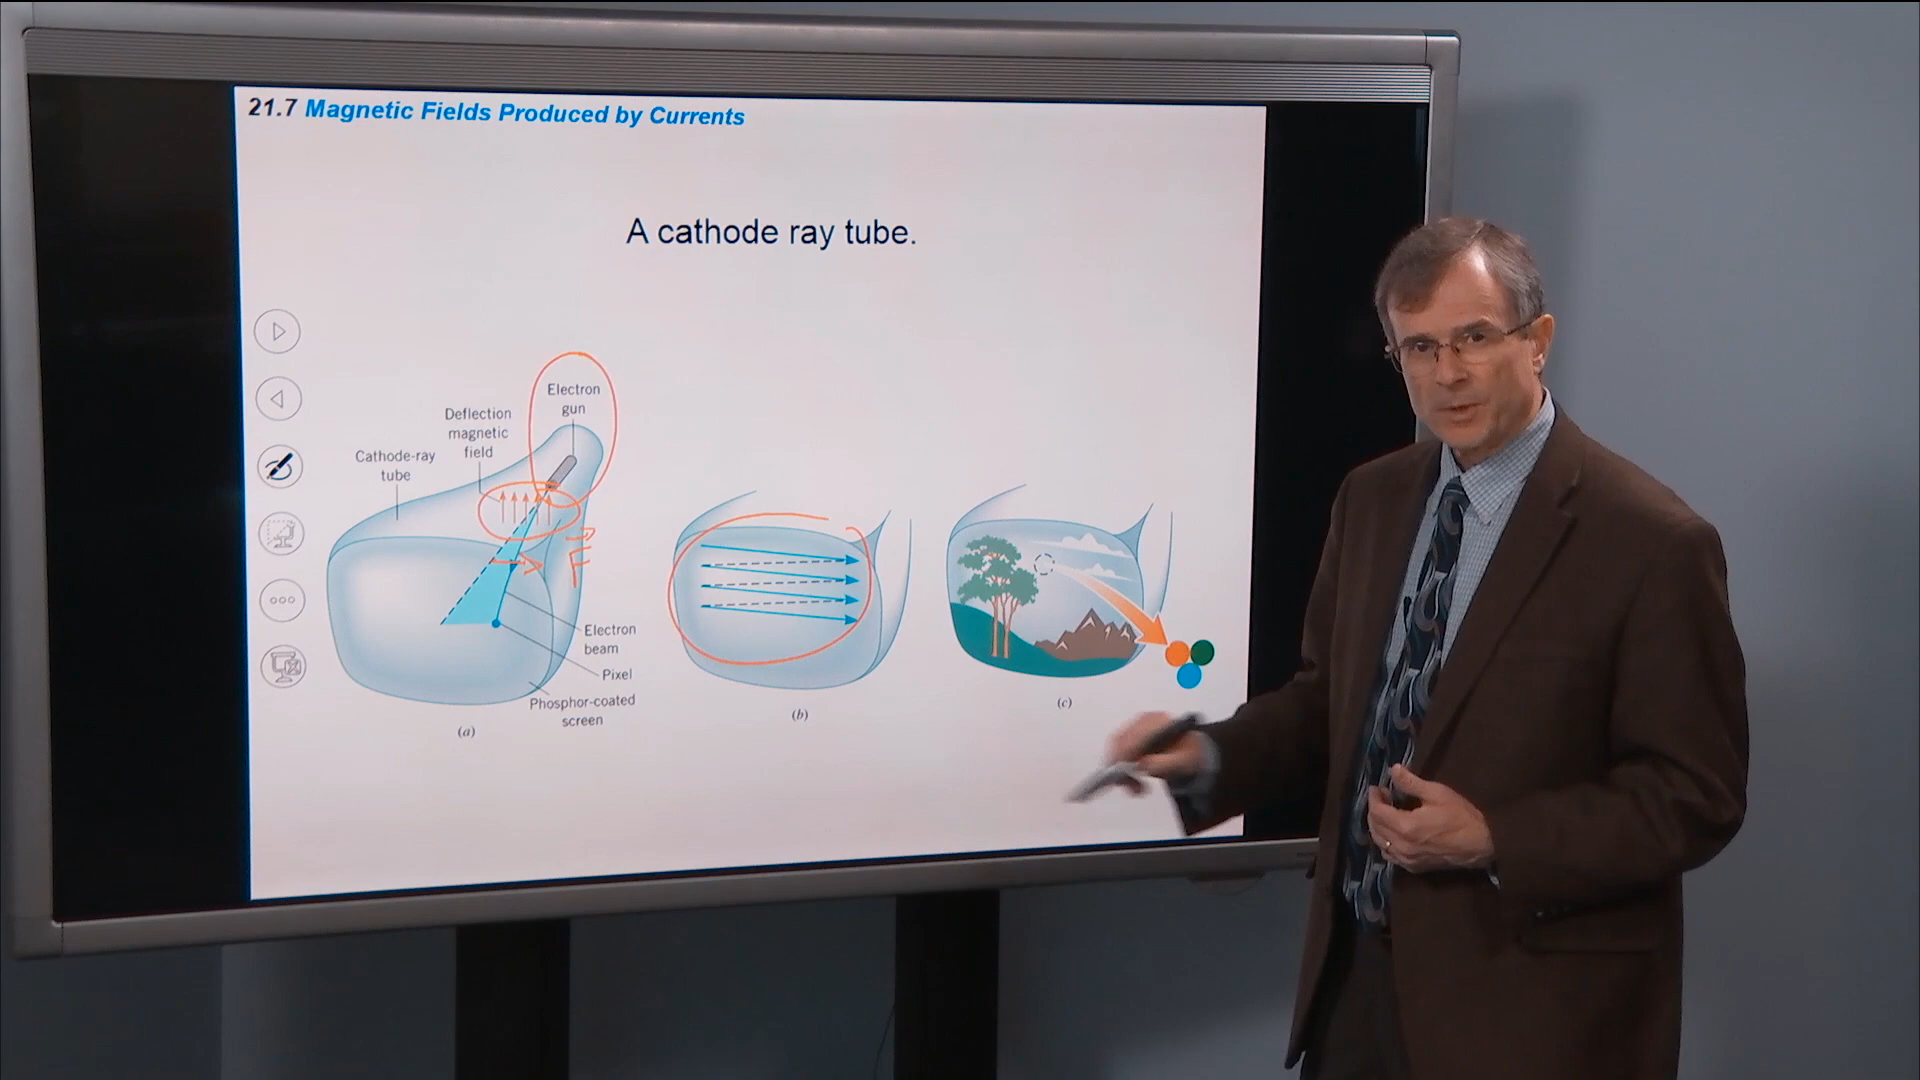 21.7 Magnetic Fields Produced by Currents
A cathode ray tube.
Electron
gun
Deflection
magnetic
field
Cathode-ray
tube
F
Electron
beam
Pixel
Phosphor-coated
screen
(a)
(b)
(c)